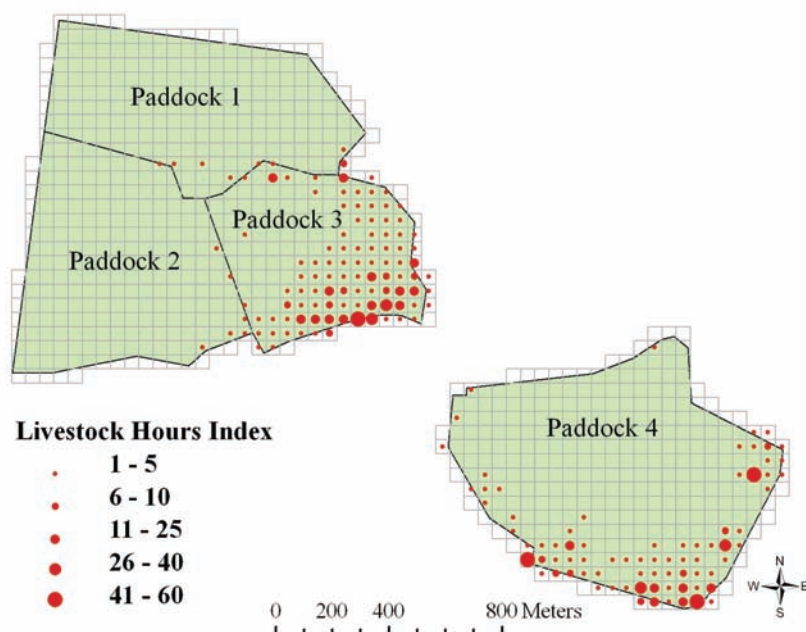 Paddock 1
Paddock 3
Paddock 2
Paddock 4
Livestock Hours Index
1 - 5
6 - 10
11 - 25
26 - 40
41 - 60
N
W E
S
0 200 400 800 Meters